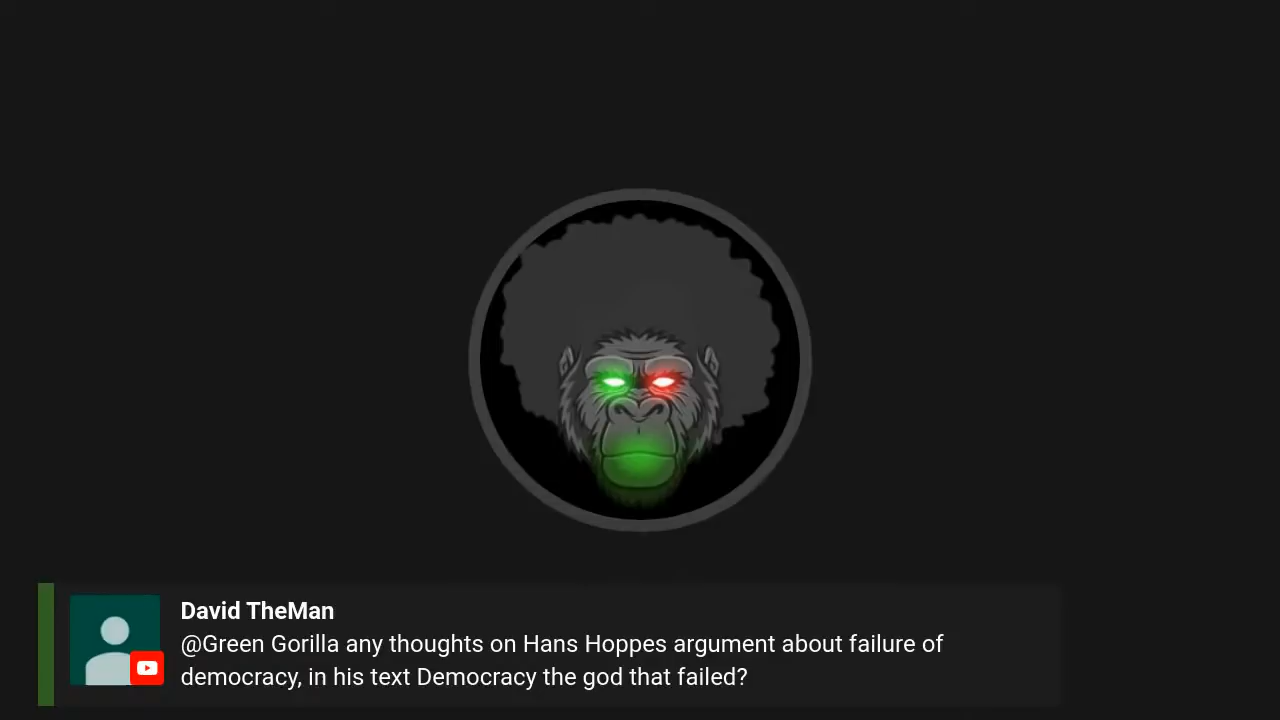 David TheMan
@Green Gorilla any thoughts on Hans Hoppes argument about failure of
democracy, in his text Democracy the god that failed?